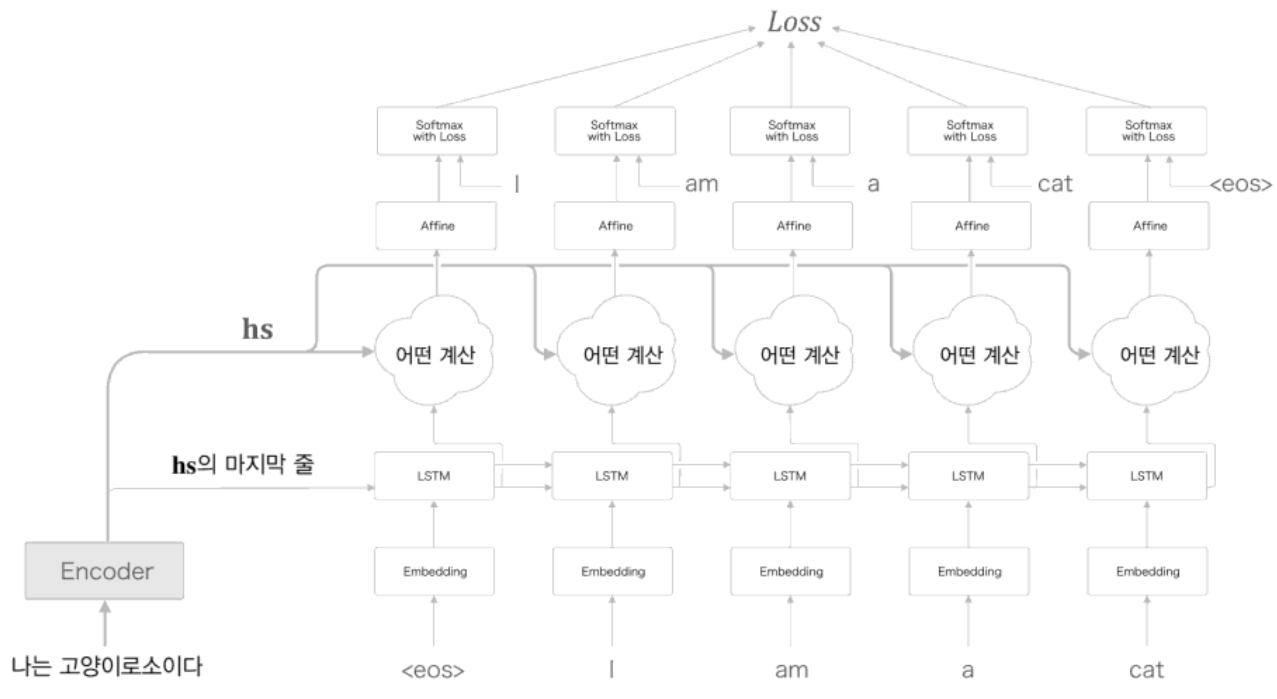 Loss
Softmax
with Loss
Softmax
with Loss
Softmax
with Loss
Softmax
with Loss
Softmax
with Loss
I
am
a
cat
<eos>
Affine
Affine
Affine
Affine
Affine
hs
어떤 계산
어떤 계산
어떤 계산
어떤 계산
어떤 계산
hs의 마지막 줄
LSTM
LSTM
LSTM
LSTM
LSTM
Encoder
Embedding
Embedding
Embedding
Embedding
Embedding
나는 고양이로소이다
<eos>
I
am
a
cat